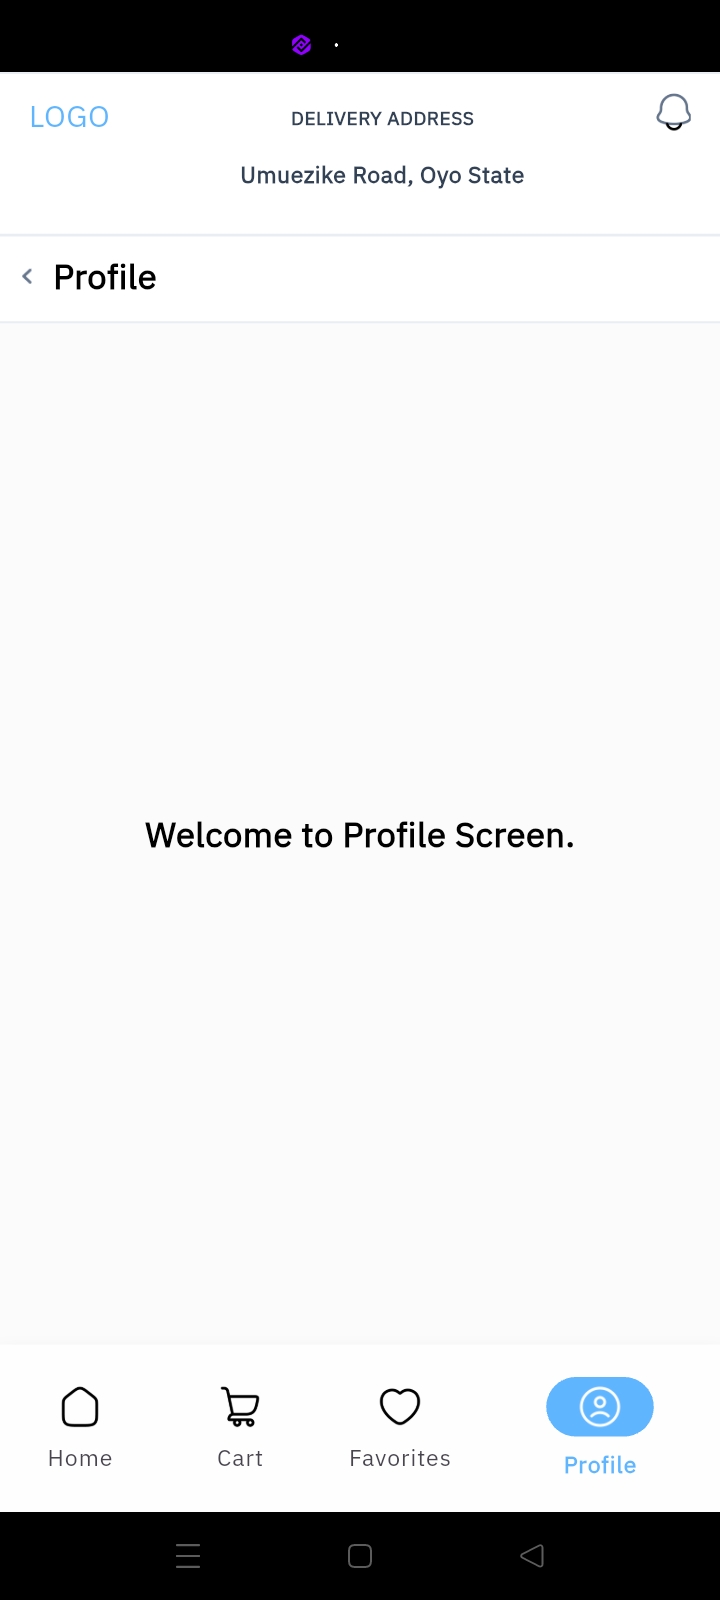 LOGO
DELIVERY ADDRESS
Umuezike Road, Oyo State
Profile
Welcome to Profile Screen.
Home
Cart
Favorites
Profile